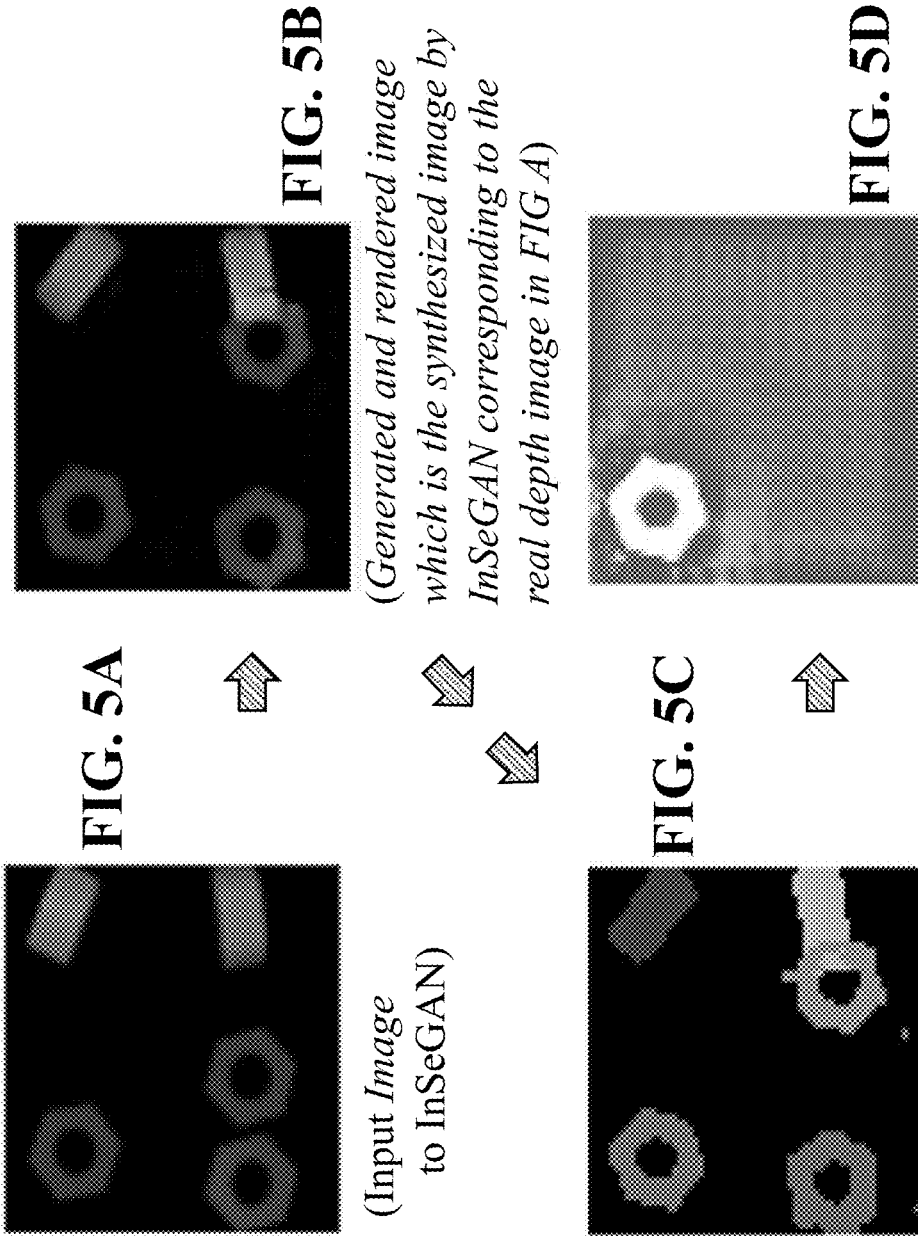 FIG. 5A
(Input Image
to InSeGAN)
FIG. 5B
(Generated and rendered image
which is the synthesized image by
InSeGAN corresponding to the
real depth image in FIG A)
FIG. 5C
FIG. 5D